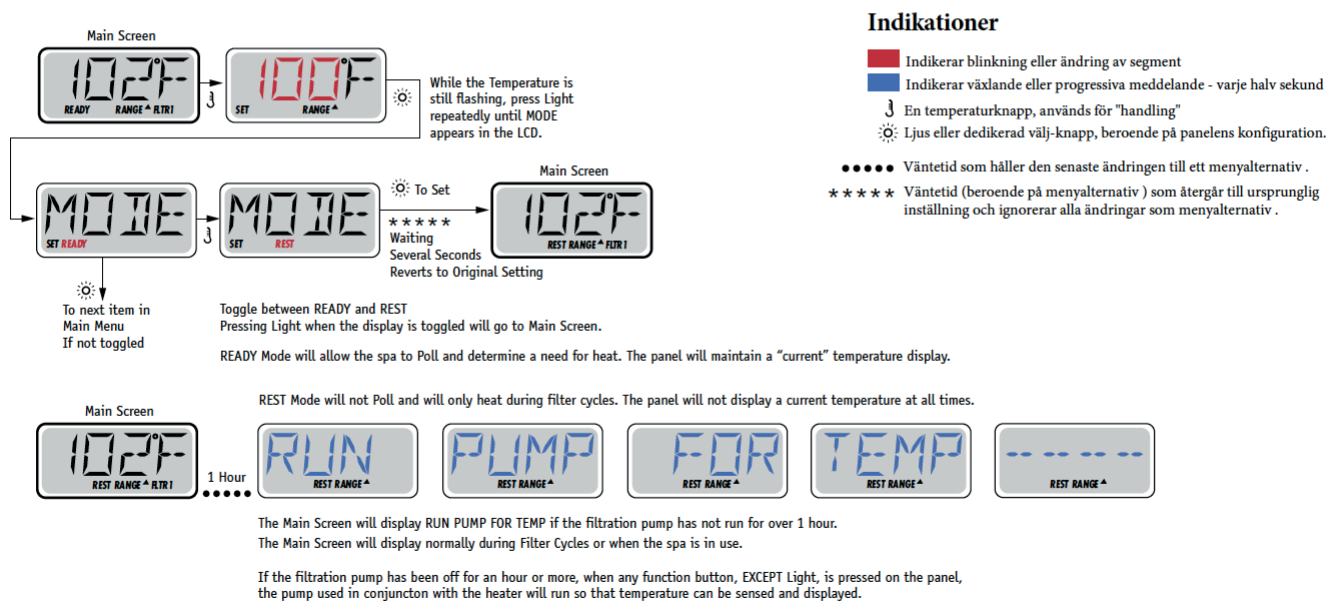 Main Screen
102°F
READY RANGE FLTR1
100°F
SET RANGE
While the Temperature is
still flashing, press Light
repeatedly until MODE
appears in the LCD.
Indikationer
Indikerar blinkning eller ändring av segment
Indikerar växlande eller progressiva meddelande - varje halv sekund
En temperaturknapp, används för "handling"
Ljus eller dedikerad välj-knapp, beroende på panelens konfiguration.
Väntetid som håller den senaste ändringen till ett menyalternativ .
***** Väntetid (beroende på menyalternativ ) som återgår till ursprunglig
inställning och ignorerar alla ändringar som menyalternativ .
MODE
SET READY
MODE
SET REST
To Set
*****
Waiting
Several Seconds
Reverts to Original Setting
Main Screen
102°F
REST RANGE FLTR1
To next item in
Main Menu
If not toggled
Toggle between READY and REST
Pressing Light when the display is toggled will go to Main Screen.
READY Mode will allow the spa to Poll and determine a need for heat. The panel will maintain a “current” temperature display.
REST Mode will not Poll and will only heat during filter cycles. The panel will not display a current temperature at all times.
Main Screen
102°F
REST RANGE FLTR1
1 Hour
RUN
REST RANGE
PUMP
REST RANGE
FOR
REST RANGE
TEMP
REST RANGE
-- -- -- --
REST RANGE
The Main Screen will display RUN PUMP FOR TEMP if the filtration pump has not run for over 1 hour.
The Main Screen will display normally during Filter Cycles or when the spa is in use.
If the filtration pump has been off for an hour or more, when any function button, EXCEPT Light, is pressed on the panel,
the pump used in conjuncton with the heater will run so that temperature can be sensed and displayed.